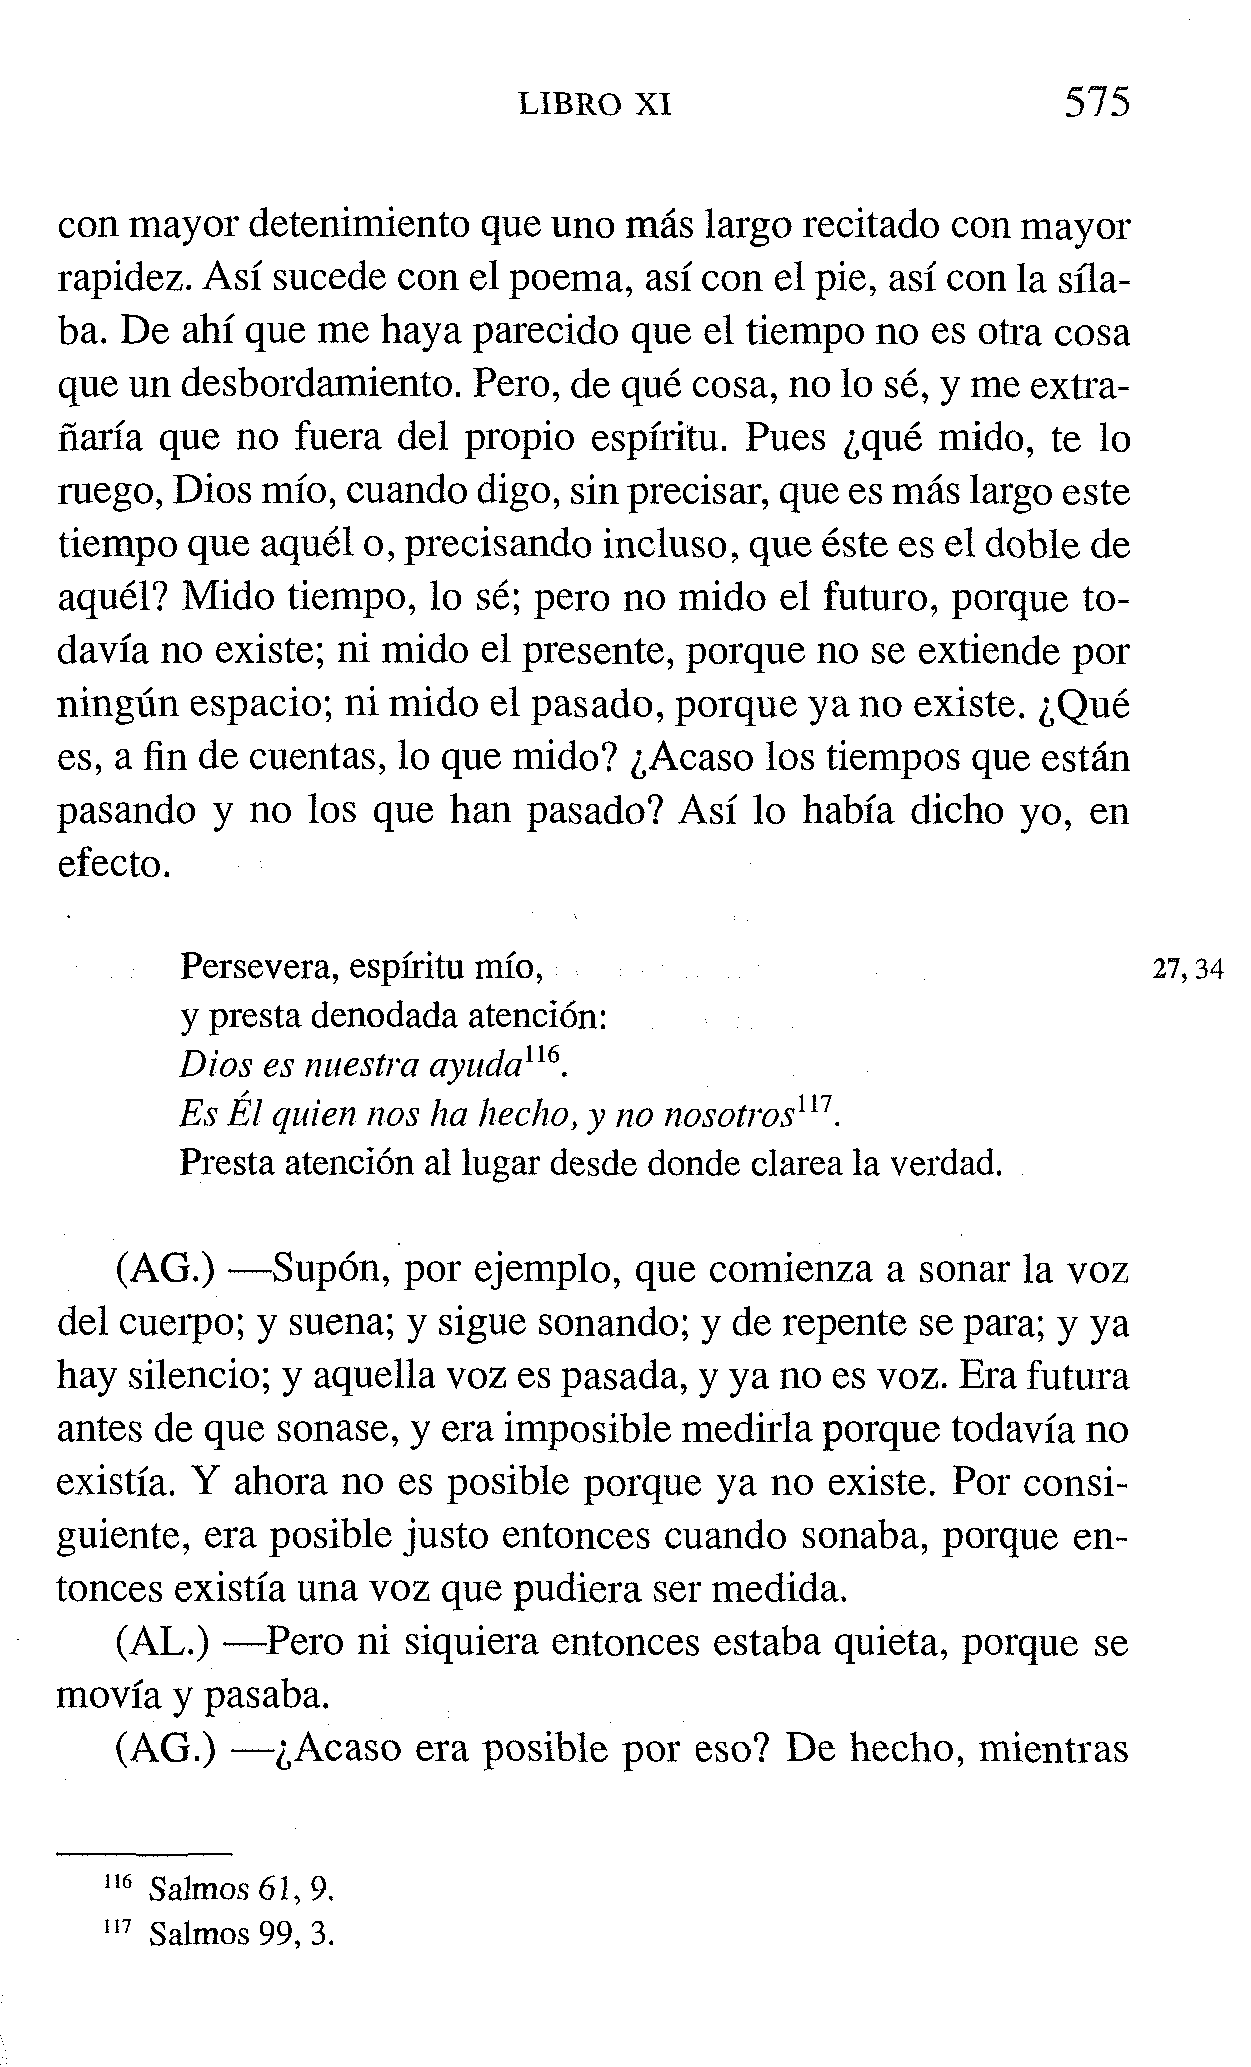 LIBRO XI 575
con mayor detenimiento que uno más largo recitado con mayor
rapidez. Así sucede con el poema, así con el pie, así con la síla-
ba. De ahí que me haya parecido que el tiempo no es otra cosa
que un desbordamiento. Pero, de qué cosa, no lo sé, y me extra-
ñaría que no fuera del propio espíritu. Pues ¿qué mido, te lo
ruego, Dios mío, cuando digo, sin precisar, que es más largo este
tiempo que aquél o, precisando incluso, que éste es el doble de
aquél? Mido tiempo, lo sé; pero no mido el futuro, porque to-
davía no existe; ni mido el presente, porque no se extiende por
ningún espacio; ni mido el pasado, porque ya no existe. ¿Qué
es, a fin de cuentas, lo que mido? ¿Acaso los tiempos que están
pasando y no los que han pasado? Así lo había dicho yo, en
efecto.
Persevera, espíritu mío, 27, 34
y presta denodada atención:
Dios es nuestra ayuda¹¹⁶.
Es Él quien nos ha hecho, y no nosotros¹¹⁷.
Presta atención al lugar desde donde clarea la verdad.
(AG.) —Supón, por ejemplo, que comienza a sonar la voz
del cuerpo; y suena; y sigue sonando; y de repente se para; y ya
hay silencio; y aquella voz es pasada, y ya no es voz. Era futura
antes de que sonase, y era imposible medirla porque todavía no
existía. Y ahora no es posible porque ya no existe. Por consi-
guiente, era posible justo entonces cuando sonaba, porque en-
tonces existía una voz que pudiera ser medida.
(AL.) —Pero ni siquiera entonces estaba quieta, porque se
movía y pasaba.
(AG.) —¿Acaso era posible por eso? De hecho, mientras
¹¹⁶ Salmos 61, 9.
¹¹⁷ Salmos 99, 3.